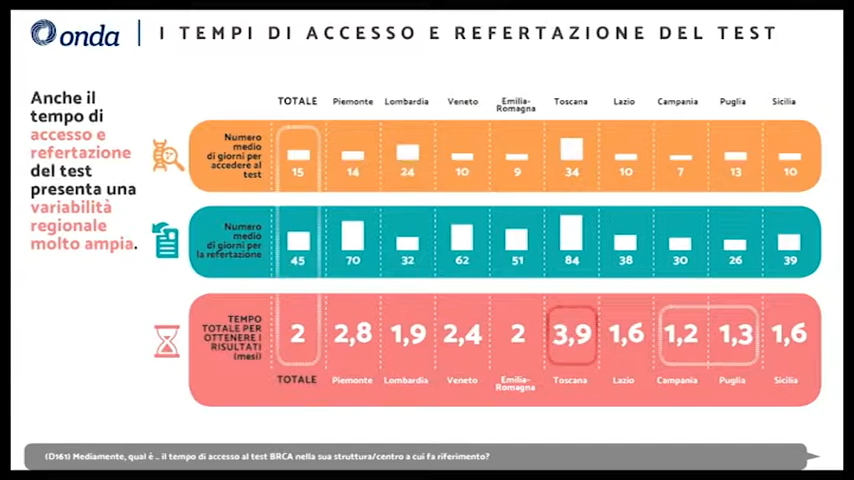 onda
I TEMPI DI ACCESSO E REFERTAZIONE DEL TEST
Anche il
tempo di
accesso e
refertazione
del test
presenta una
variabilità
regionale
molto ampia.
TOTALE Piemonte Lombardia Veneto Emilia-Romagna Toscana Lazio Campania Puglia Sicilia
Numero
medio
di giorni per
accedere al
test
15 14 24 10 9 34 10 7 13 10
Numero
medio
di giorni per
la refertazione
45 70 32 62 51 84 38 30 26 39
TEMPO
TOTALE PER
OTTENERE I
RISULTATI
(mesi)
2 2,8 1,9 2,4 2 3,9 1,6 1,2 1,3 1,6
TOTALE Piemonte Lombardia Veneto Emilia-Romagna Toscana Lazio Campania Puglia Sicilia
(D161) Mediamente, qual è .. il tempo di accesso al test BRCA nella sua struttura/centro a cui fa riferimento?